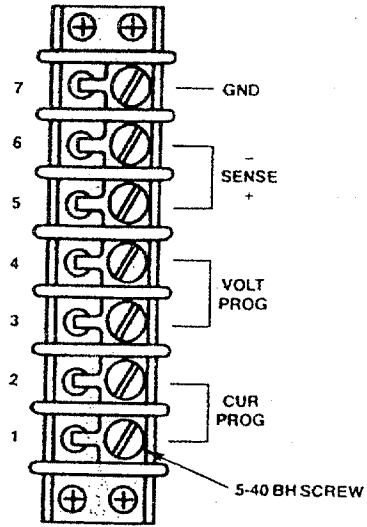 7 GND
6
− 
SENSE
+
5
4
VOLT
PROG
3
2
CUR
PROG
1
5-40 BH SCREW